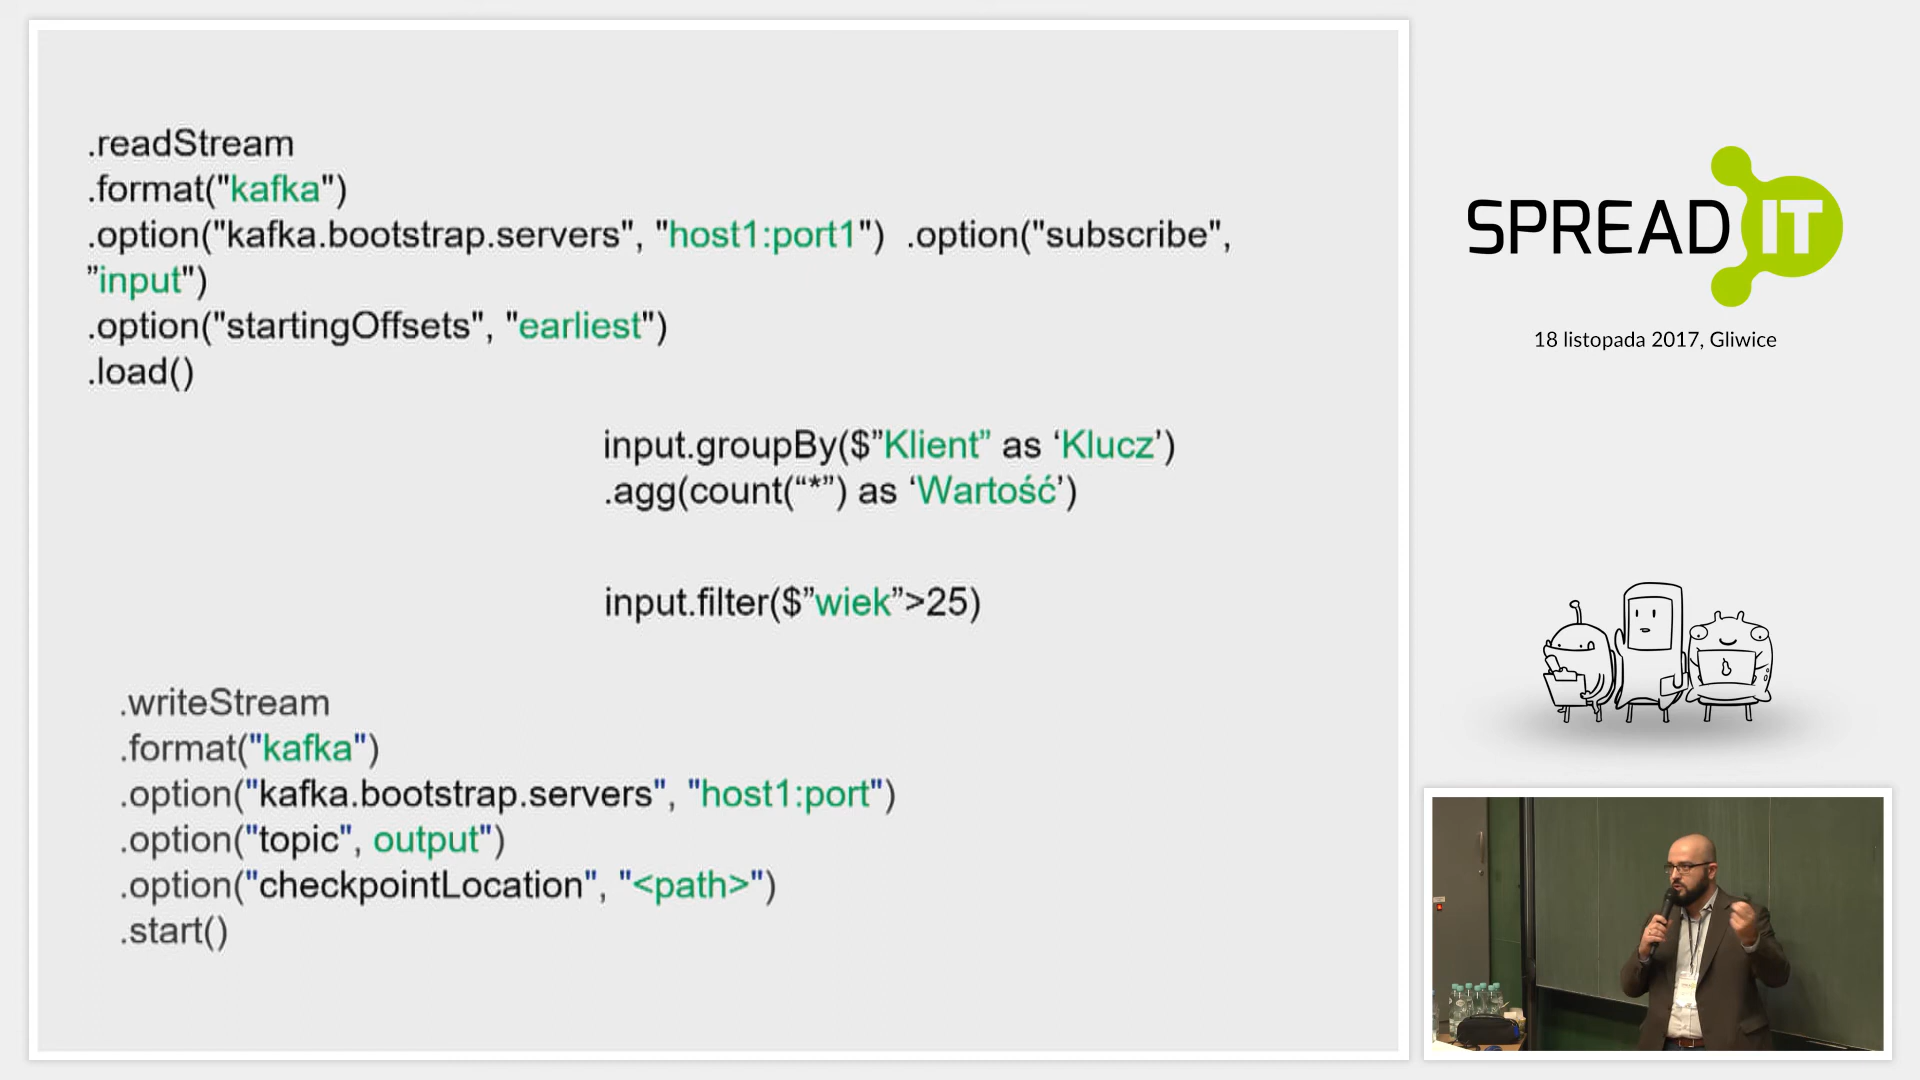 .readStream
.format("kafka")
.option("kafka.bootstrap.servers", "host1:port1")  .option("subscribe",
”input")
.option("startingOffsets", "earliest")
.load()
input.groupBy($”Klient” as ‘Klucz’)
.agg(count(“*”) as ‘Wartość’)
input.filter($”wiek”>25)
.writeStream
.format("kafka")
.option("kafka.bootstrap.servers", "host1:port")
.option("topic", output")
.option("checkpointLocation", "<path>")
.start()
SPREAD IT
18 listopada 2017, Gliwice